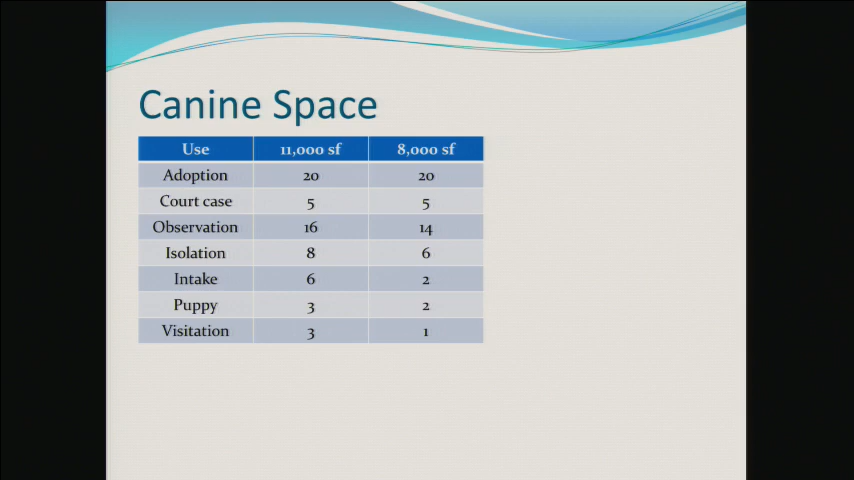 Canine Space
Use 11,000 sf 8,000 sf
Adoption 20 20
Court case 5 5
Observation 16 14
Isolation 8 6
Intake 6 2
Puppy 3 2
Visitation 3 1